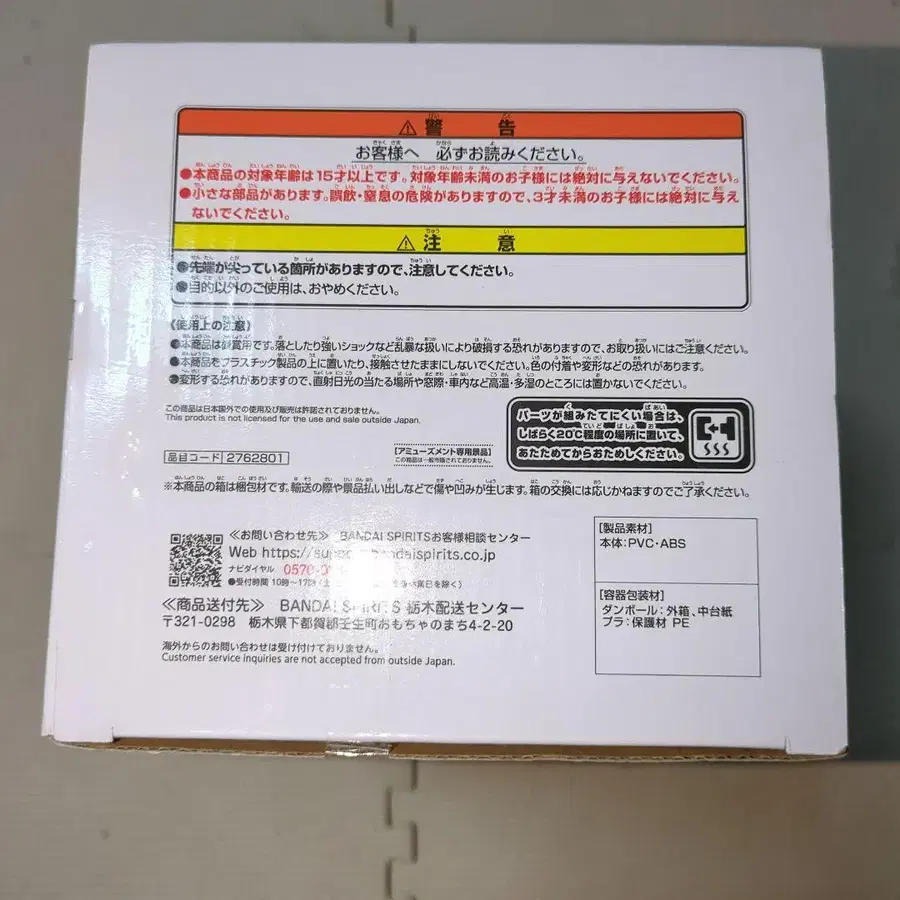 ⚠警告
お客様へ 必ずお読みください。
●本商品の対象年齢は15才以上です。対象年齢未満のお子様には絶対に与えないでください。
●小さな部品があります。誤飲・窒息の危険がありますので、3才未満のお子様には絶対に与え
ないでください。
⚠注意
●先端が尖っている箇所がありますので、注意してください。
●目的以外のご使用は、おやめください。
〈使用上の注意〉
●本商品は鑑賞用です。落としたり強いショックなど乱暴な扱いにより破損する恐れがありますので、お取り扱いにはご注意ください。
●本商品をプラスチック製品の上に置いたり、接触させたままにしないでください。色の付着や変形などの恐れがあります。
●変形する恐れがありますので、直射日光の当たる場所や窓際・車内など高温・多湿のところには置かないでください。
この商品は日本国外での使用及び販売は許諾されておりません。
This product is not licensed for the use and sale outside Japan.
パーツが組みたてにくい場合は、
しばらく20℃程度の場所に置いて、
あたためてからおためしください。
品目コード 2762801
【アミューズメント専用景品】
この商品は一般市販されておりません。
※本商品の箱は梱包材です。輸送の際や景品払い出しなどで傷や凹みが生じます。箱の交換には応じかねますのでご了承ください。
≪お問い合わせ先≫ BANDAI SPIRITSお客様相談センター
Web https://support.bandaispirits.co.jp
ナビダイヤル 0570-0
●受付時間 10時~17時 休業日を除く)
≪商品送付先≫ BANDAI SPIRITS 栃木配送センター
〒321-0298 栃木県下都賀郡壬生町おもちゃのまち4-2-20
海外からのお問い合わせは受け付けておりません。
Customer service inquiries are not accepted from outside Japan.
[製品素材]
本体:PVC・ABS
[容器包装材]
ダンボール:外箱、中台紙
プラ:保護材 PE